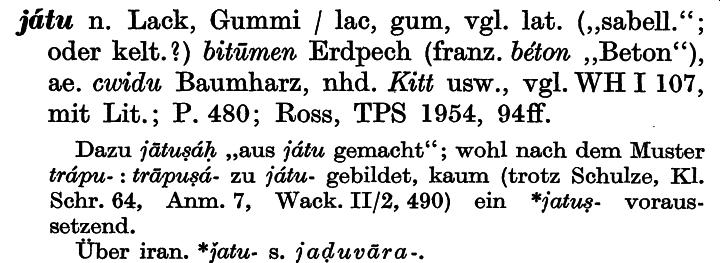 játu n. Lack, Gummi / lac, gum, vgl. lat. („sabell.“;
oder kelt.?) bitūmen Erdpech (franz. béton „Beton“),
ae. cwidu Baumharz, nhd. Kitt usw., vgl. WH I 107,
mit Lit.; P. 480; Ross, TPS 1954, 94ff.
Dazu jātuṣáḥ „aus játu gemacht“; wohl nach dem Muster
trápu- : trāpuṣá- zu játu- gebildet, kaum (trotz Schulze, Kl.
Schr. 64, Anm. 7, Wack. II/2, 490) ein *jatuṣ- voraus-
setzend.
Über iran. *ǰatu- s. jaḍuvāra-.